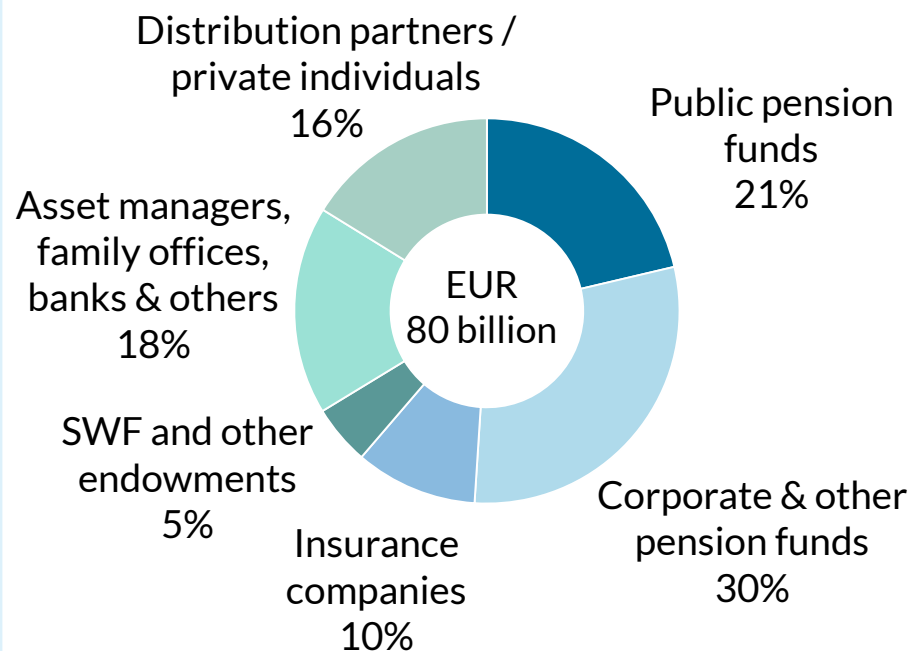 Distribution partners /
private individuals
16%
Public pension
funds
21%
Asset managers,
family offices,
banks & others
18%
EUR
80 billion
SWF and other
endowments
5%
Corporate & other
pension funds
30%
Insurance
companies
10%